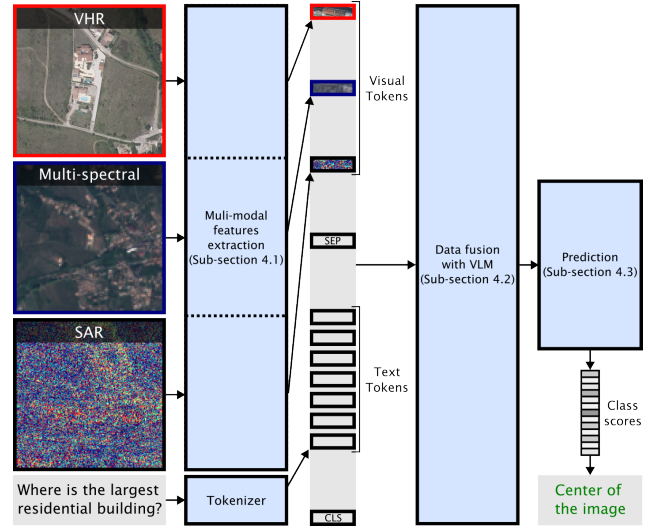 VHR
Multi-spectral
SAR
Where is the largest
residential building?
Muli-modal
features
extraction
(Sub-section 4.1)
Tokenizer
Visual
Tokens
SEP
Text
Tokens
CLS
Data fusion
with VLM
(Sub-section 4.2)
Prediction
(Sub-section 4.3)
Class
scores
Center of
the image